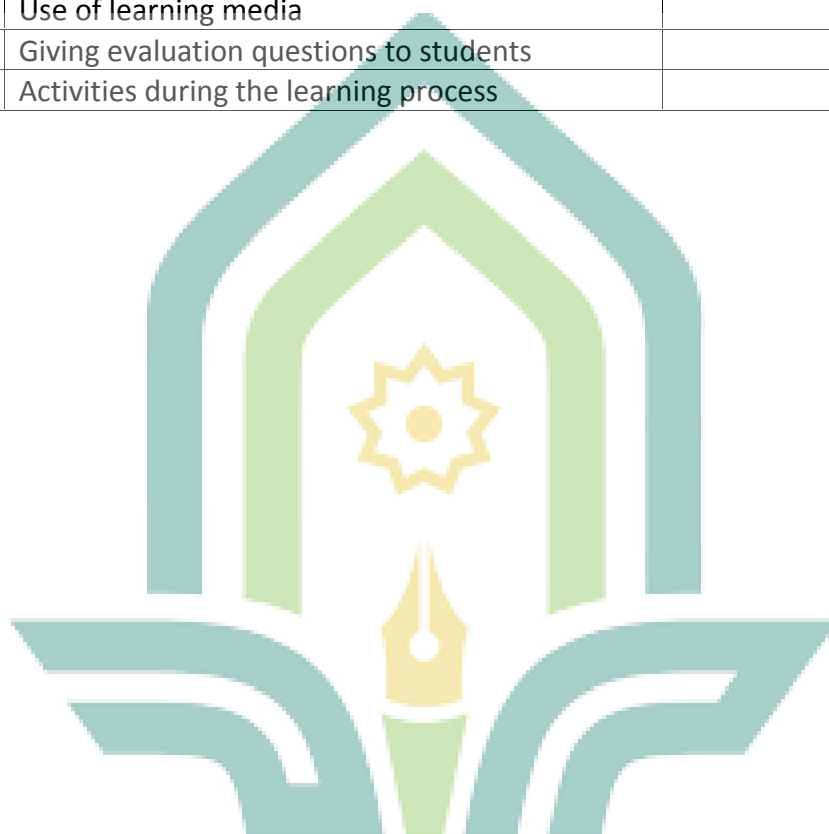 Use of learning media
Giving evaluation questions to students
Activities during the learning process